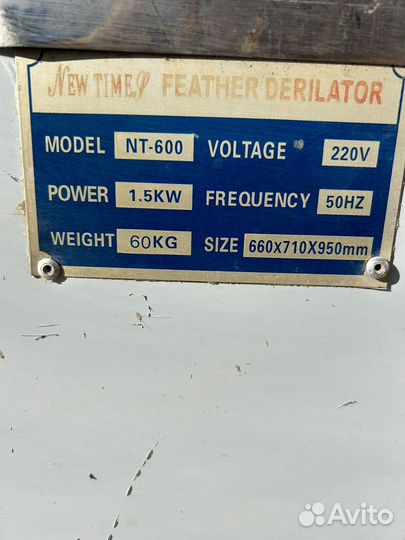 NEW TIMES FEATHER DERILATOR
MODEL NT-600 VOLTAGE 220V
POWER 1.5KW FREQUENCY 50HZ
WEIGHT 60KG SIZE 660X710X950mm
Avito